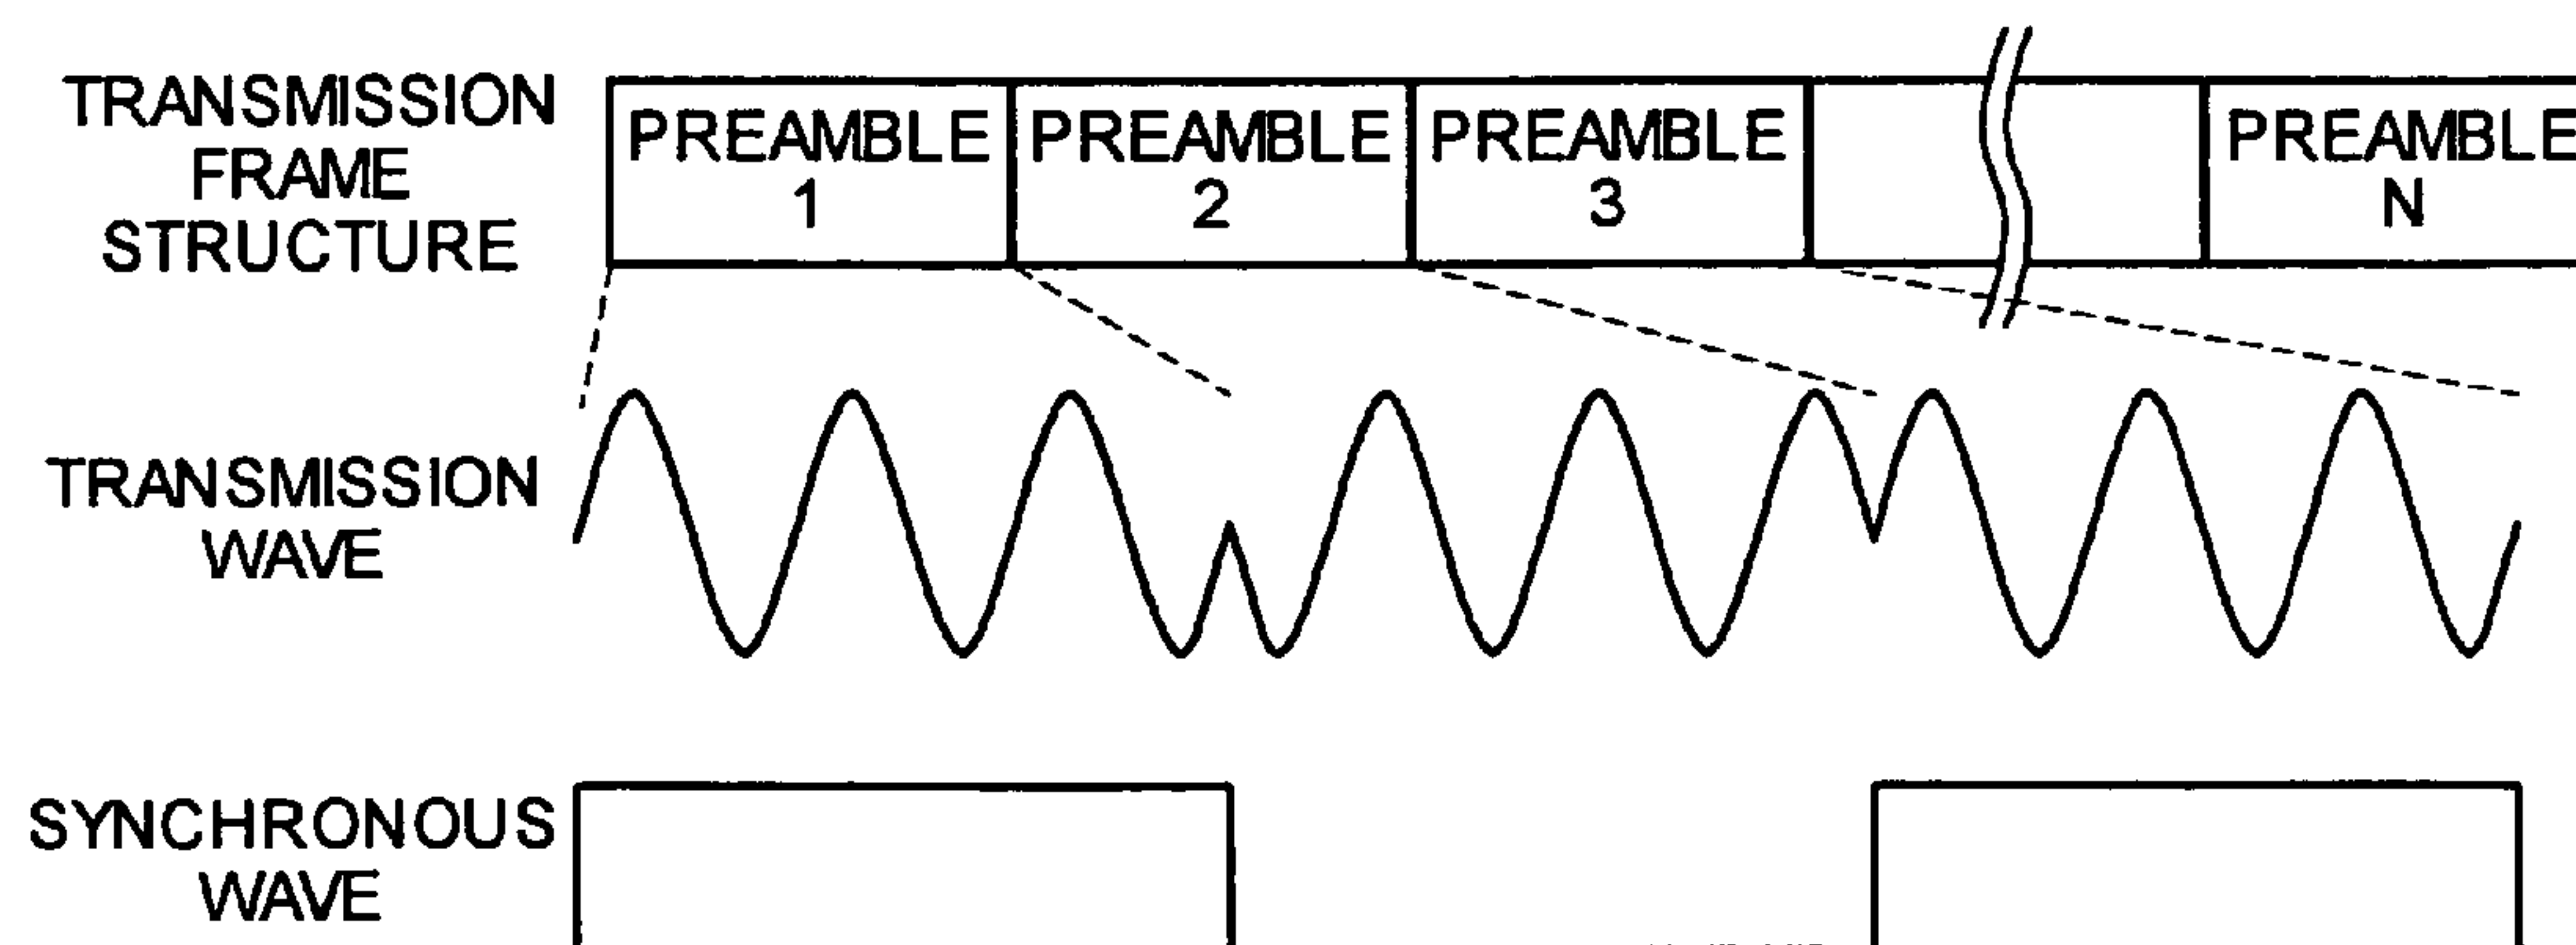 TRANSMISSION
FRAME
STRUCTURE
PREAMBLE
1
PREAMBLE
2
PREAMBLE
3
PREAMBLE
N
TRANSMISSION
WAVE
SYNCHRONOUS
WAVE